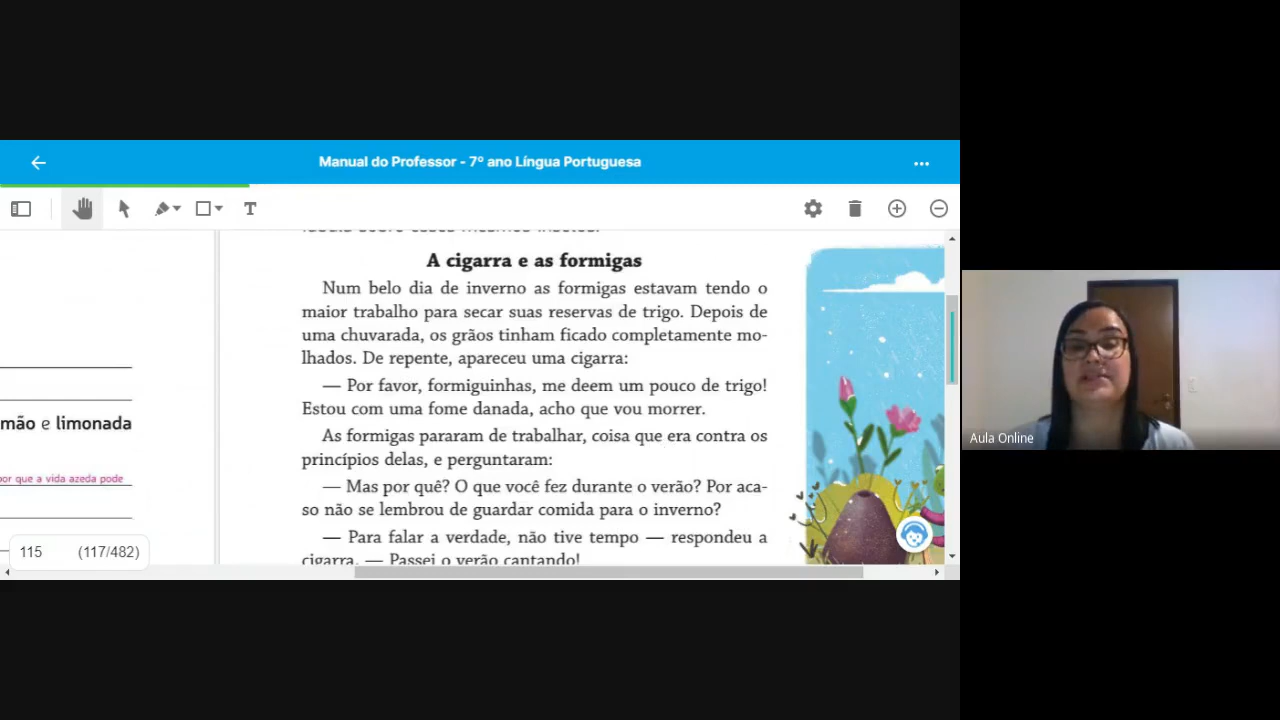 Manual do Professor - 7º ano Língua Portuguesa
T
A cigarra e as formigas
Num belo dia de inverno as formigas estavam tendo o
maior trabalho para secar suas reservas de trigo. Depois de
uma chuvarada, os grãos tinham ficado completamente mo-
lhados. De repente, apareceu uma cigarra:
— Por favor, formiguinhas, me deem um pouco de trigo!
Estou com uma fome danada, acho que vou morrer.
As formigas pararam de trabalhar, coisa que era contra os
princípios delas, e perguntaram:
— Mas por quê? O que você fez durante o verão? Por aca-
so não se lembrou de guardar comida para o inverno?
— Para falar a verdade, não tive tempo — respondeu a
cigarra. — Passei o verão cantando!
mão e limonada
por que a vida azeda pode
115 (117/482)
Aula Online